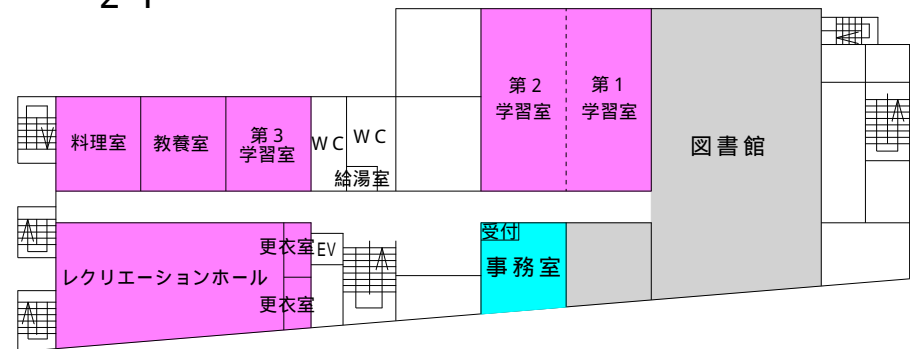 第２
学習室
第１
学習室
図書館
料理室
教養室
第３
学習室
ＷＣ
ＷＣ
給湯室
受付
事務室
更衣室
EV
レクリエーションホール
更衣室